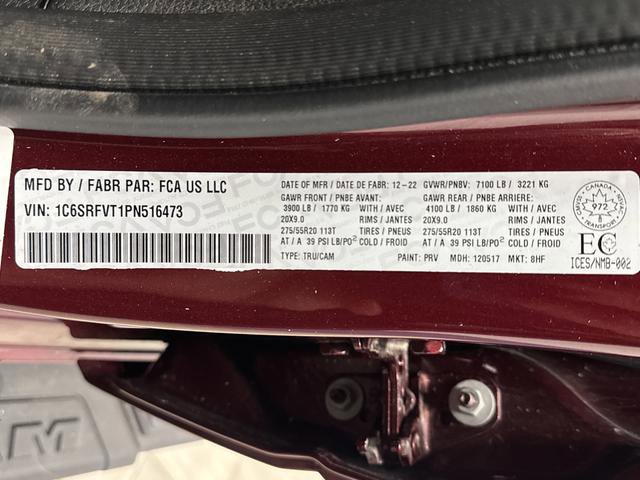 MFD BY / FABR PAR: FCA US LLC
VIN: 1C6SRFVT1PN516473
DATE OF MFR / DATE DE FABR: 12-22 GVWR/PNBV: 7100 LB / 3221 KG
GAWR FRONT / PNBE AVANT: GAWR REAR / PNBE ARRIERE:
3900 LB / 1770 KG WITH / AVEC 4100 LB / 1860 KG WITH / AVEC
20X9.0 RIMS / JANTES 20X9.0 RIMS / JANTES
275/55R20 113T TIRES / PNEUS 275/55R20 113T TIRES / PNEUS
AT / A 39 PSI LB/PO² COLD / FROID AT / A 39 PSI LB/PO² COLD / FROID
TYPE: TRU/CAM PAINT: PRV MDH: 120517 MKT: 8HF
CANADA
972
8
TRANSPORT
EC
ICES/NMB-002
AM